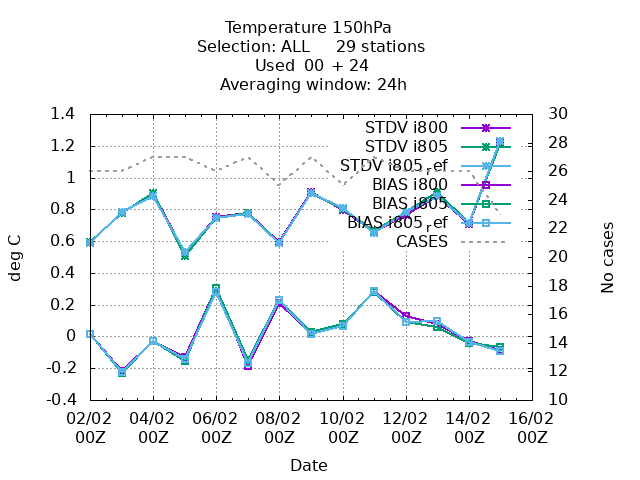 Temperature 150hPa
Selection: ALL 29 stations
Used 00 + 24
Averaging window: 24h
1.4
1.2
1
0.8
0.6
0.4
0.2
0
-0.2
-0.4
deg C
30
28
26
24
22
20
18
16
14
12
10
No cases
STDV i800
STDV i805
STDV i805ref
BIAS i800
BIAS i805
BIAS i805ref
CASES
02/02 04/02 06/02 08/02 10/02 12/02 14/02 16/02
00Z 00Z 00Z 00Z 00Z 00Z 00Z 00Z
Date